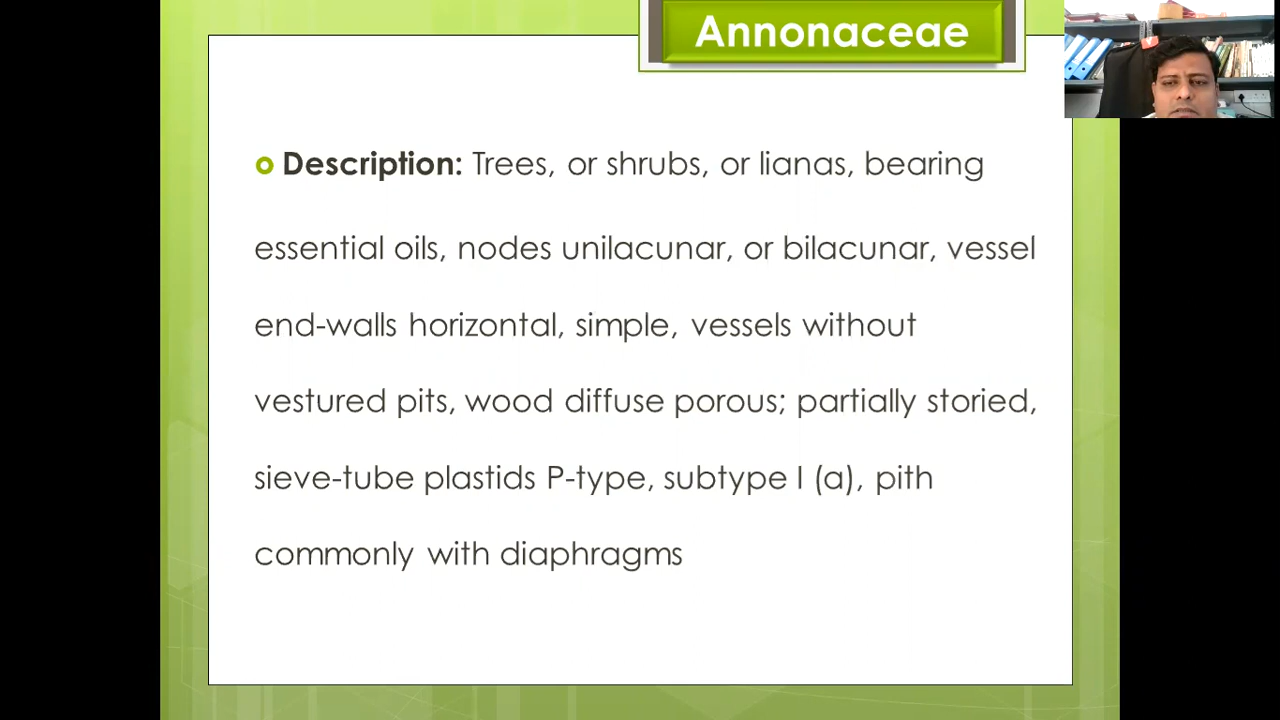 Annonaceae
Description: Trees, or shrubs, or lianas, bearing
essential oils, nodes unilacunar, or bilacunar, vessel
end-walls horizontal, simple, vessels without
vestured pits, wood diffuse porous; partially storied,
sieve-tube plastids P-type, subtype I (a), pith
commonly with diaphragms